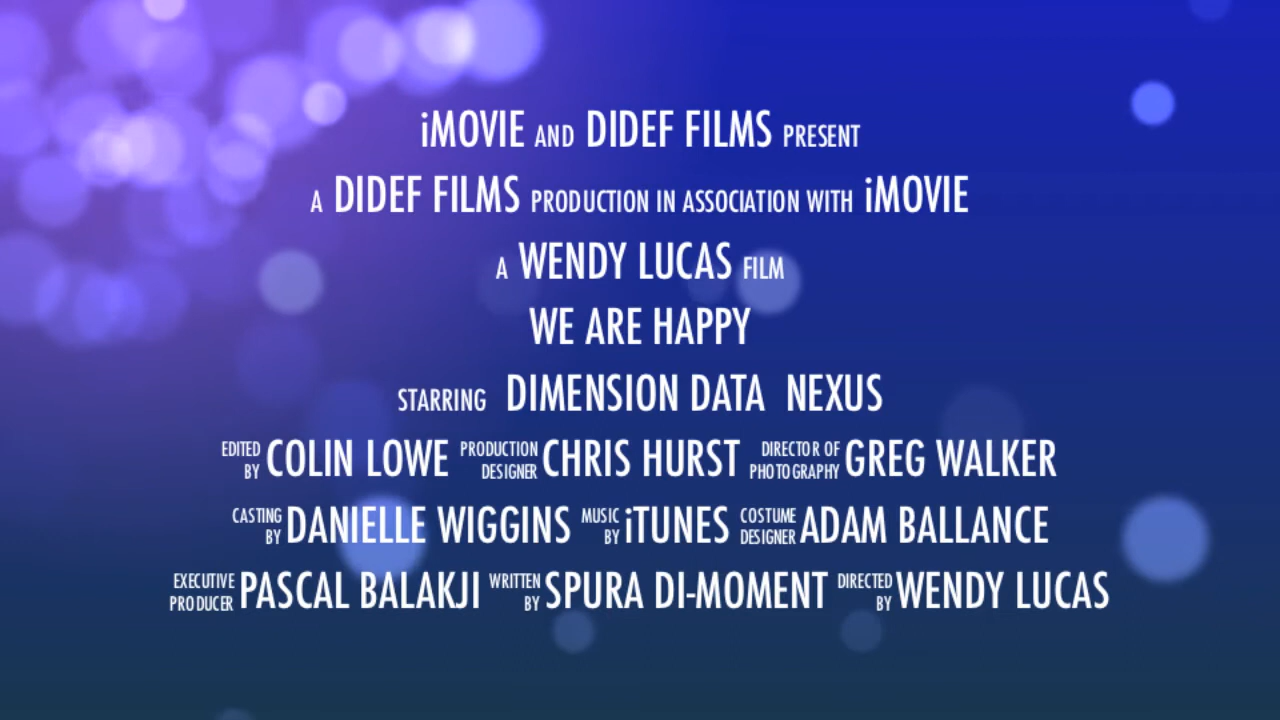 iMOVIE AND DIDEF FILMS PRESENT
A DIDEF FILMS PRODUCTION IN ASSOCIATION WITH iMOVIE
A WENDY LUCAS FILM
WE ARE HAPPY
STARRING DIMENSION DATA NEXUS
EDITED BY COLIN LOWE PRODUCTION DESIGNER CHRIS HURST DIRECTOR OF PHOTOGRAPHY GREG WALKER
CASTING BY DANIELLE WIGGINS MUSIC BY iTUNES COSTUME DESIGNER ADAM BALLANCE
EXECUTIVE PRODUCER PASCAL BALAKJI WRITTEN BY SPURA DI-MOMENT DIRECTED BY WENDY LUCAS